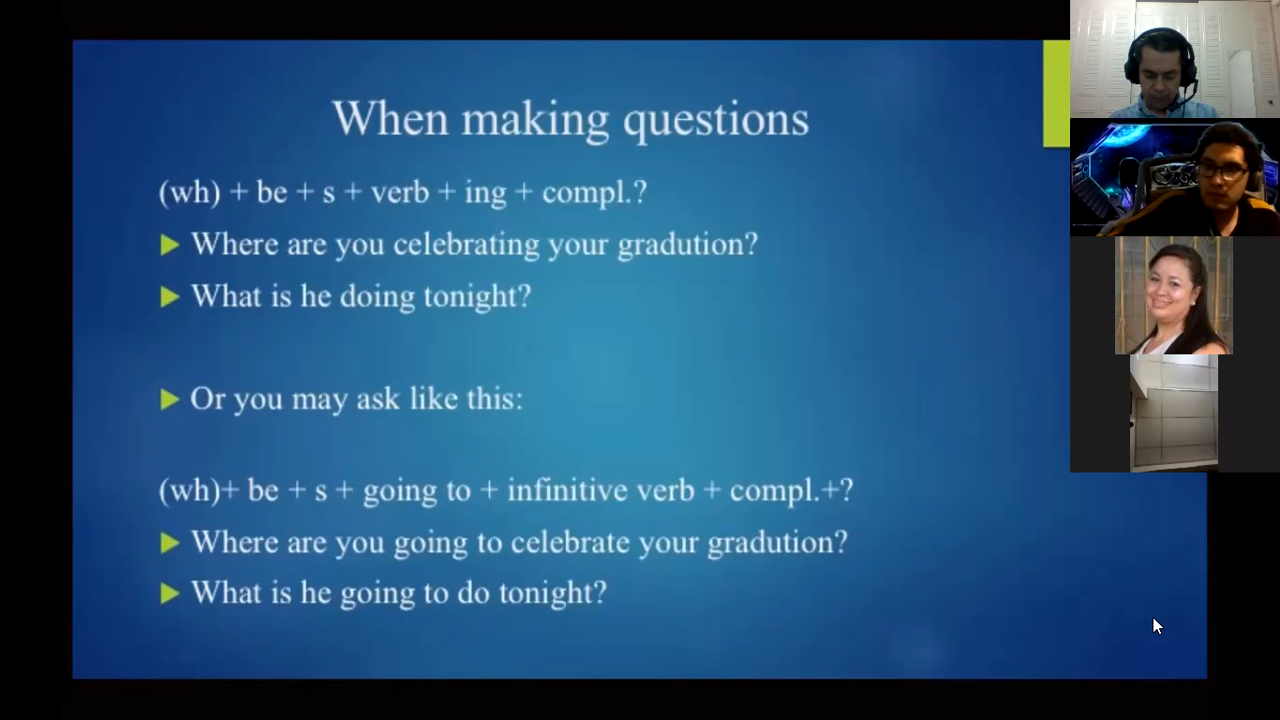 When making questions
(wh) + be + s + verb + ing + compl.?
Where are you celebrating your gradution?
What is he doing tonight?
Or you may ask like this:
(wh)+ be + s + going to + infinitive verb + compl.+?
Where are you going to celebrate your gradution?
What is he going to do tonight?